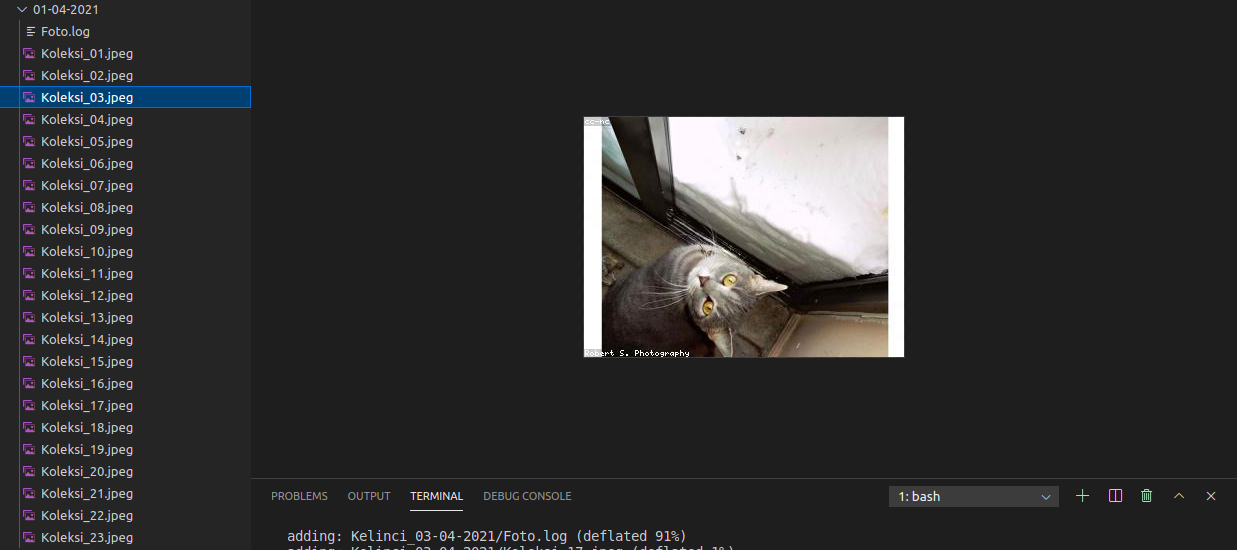 01-04-2021
Foto.log
Koleksi_01.jpeg
Koleksi_02.jpeg
Koleksi_03.jpeg
Koleksi_04.jpeg
Koleksi_05.jpeg
Koleksi_06.jpeg
Koleksi_07.jpeg
Koleksi_08.jpeg
Koleksi_09.jpeg
Koleksi_10.jpeg
Koleksi_11.jpeg
Koleksi_12.jpeg
Koleksi_13.jpeg
Koleksi_14.jpeg
Koleksi_15.jpeg
Koleksi_16.jpeg
Koleksi_17.jpeg
Koleksi_18.jpeg
Koleksi_19.jpeg
Koleksi_20.jpeg
Koleksi_21.jpeg
Koleksi_22.jpeg
Koleksi_23.jpeg
cc-nc
Robert S. Photography
PROBLEMS OUTPUT TERMINAL DEBUG CONSOLE 1: bash
adding: Kelinci_03-04-2021/Foto.log (deflated 91%)
adding: Kelinci_03-04-2021/Koleksi_17.jpeg (deflated 1%)